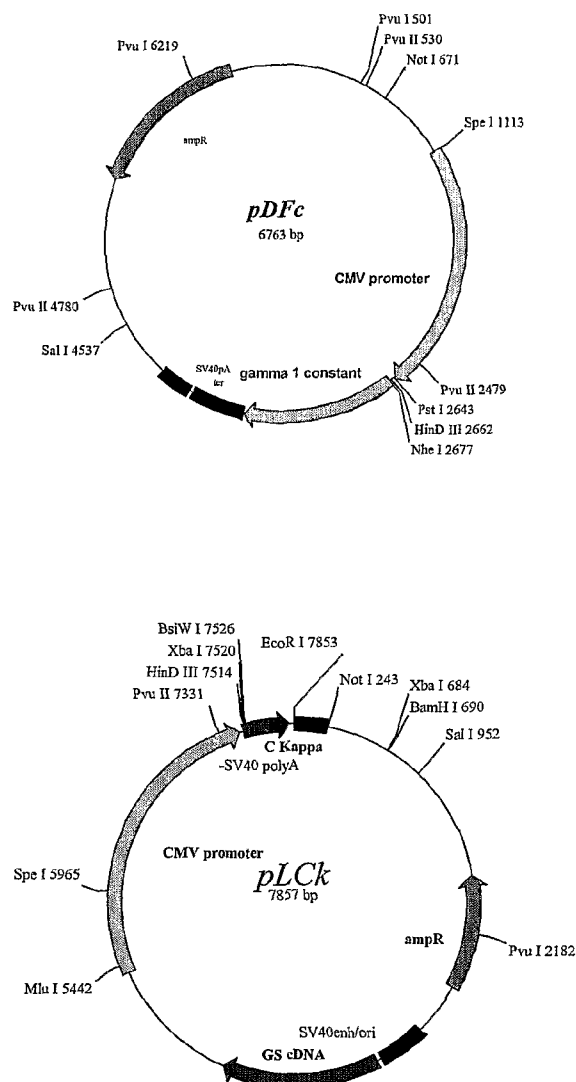 Pvu I 501
Pvu II 530
Not I 671
Pvu I 6219
Spe I 1113
ampR
pDFc
6763 bp
CMV promoter
Pvu II 4780
Sal I 4537
SV40pA
ter
gamma 1 constant
Pvu II 2479
Pst I 2643
HinD III 2662
Nhe I 2677
BsiW I 7526
Xba I 7520
HinD III 7514
Pvu II 7331
EcoR I 7853
Not I 243
Xba I 684
BamH I 690
Sal I 952
C Kappa
-SV40 polyA
CMV promoter
Spe I 5965
pLCk
7857 bp
ampR
Pvu I 2182
Mlu I 5442
SV40enh/ori
GS cDNA